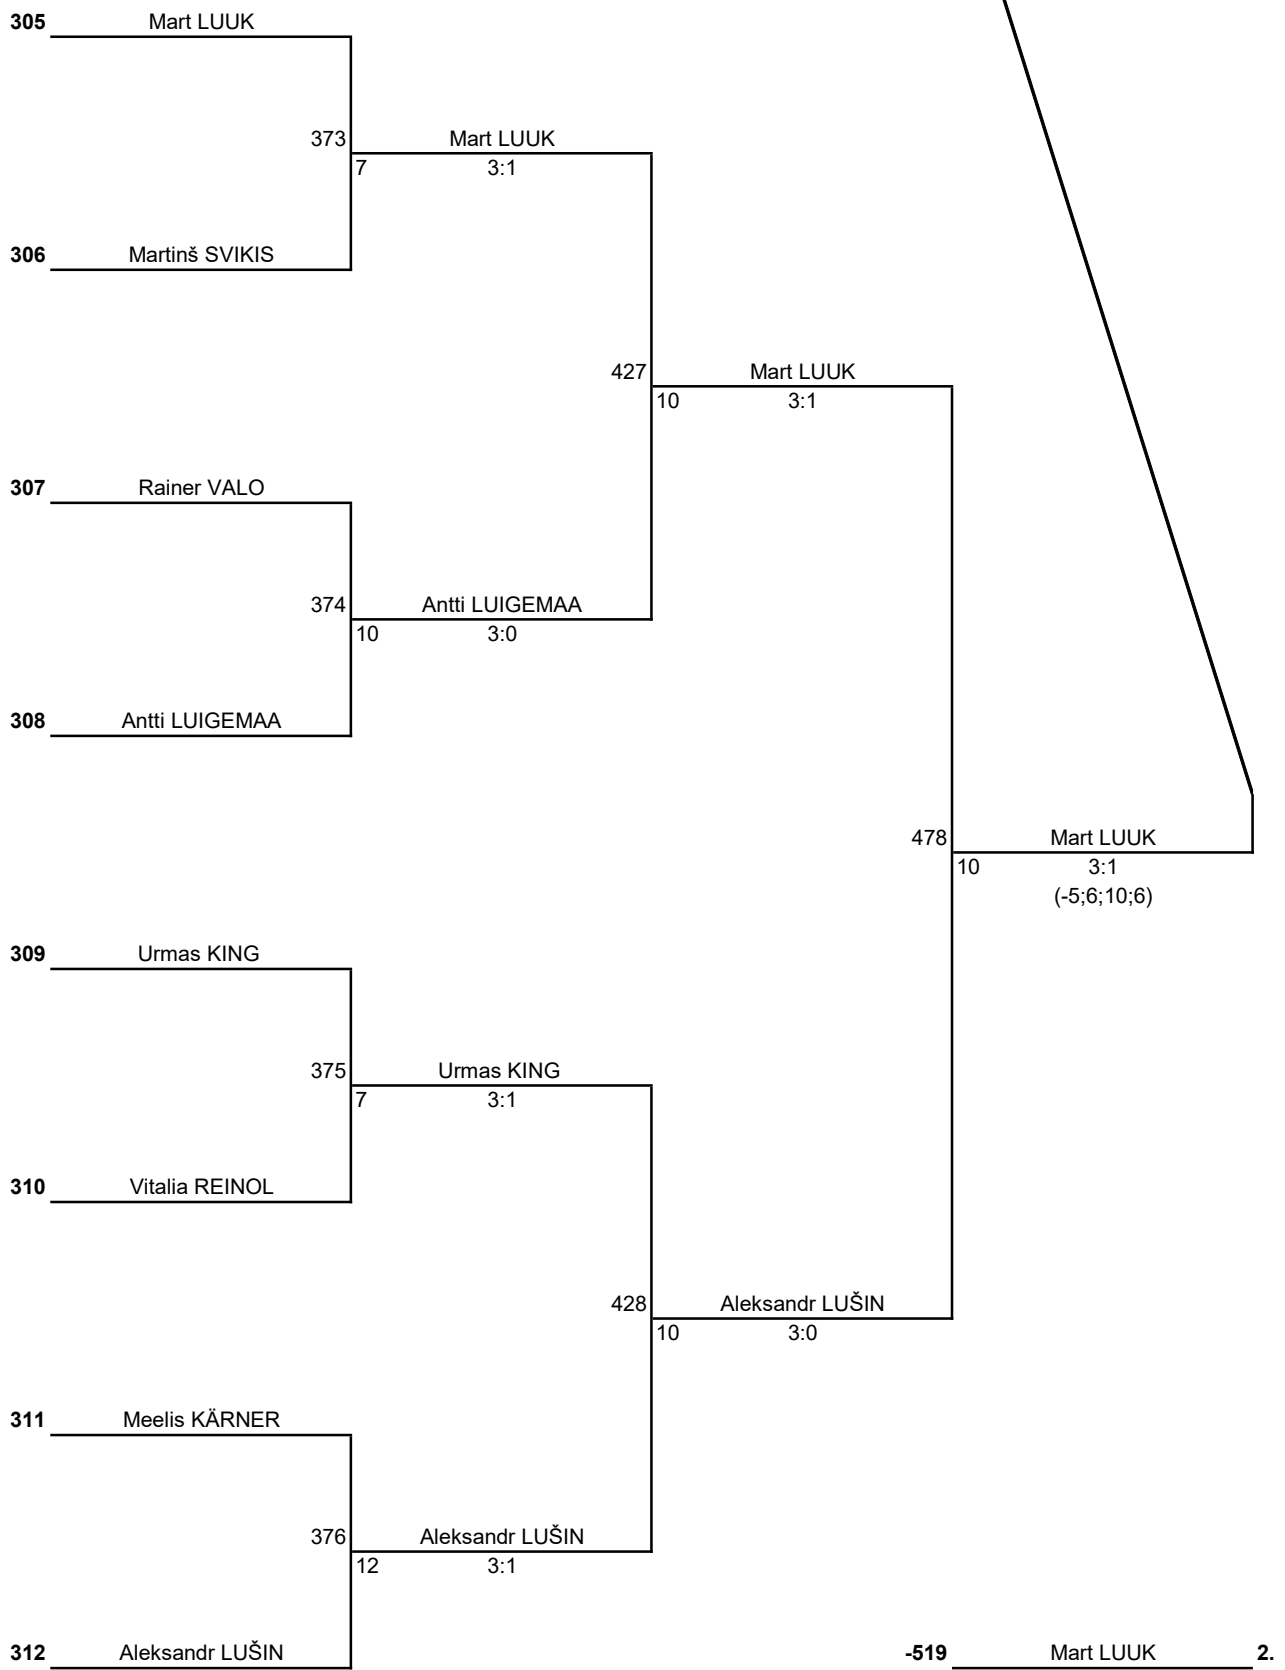 305 Mart LUUK
373 Mart LUUK
7 3:1
306 Martinš SVIKIS
427 Mart LUUK
10 3:1
307 Rainer VALO
374 Antti LUIGEMAA
10 3:0
308 Antti LUIGEMAA
478 Mart LUUK
10 3:1
(-5;6;10;6)
309 Urmas KING
375 Urmas KING
7 3:1
310 Vitalia REINOL
428 Aleksandr LUŠIN
10 3:0
311 Meelis KÄRNER
376 Aleksandr LUŠIN
12 3:1
312 Aleksandr LUŠIN -519 Mart LUUK 2.